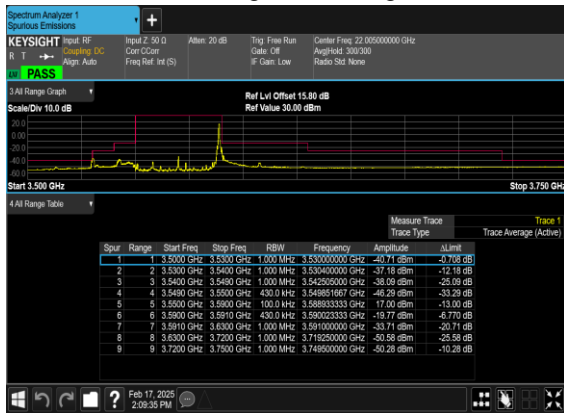 Spectrum Analyzer 1
Spurious Emissions
+
KEYSIGHT Input: RF Input Z: 50 Ω Atten: 20 dB Trig: Free Run Center Freq: 22.005000000 GHz
R T Coupling: DC Corr CCorr Gate: Off Avg|Hold: 300/300
Align: Auto Freq Ref: Int (S) IF Gain: Low Radio Std: None
PASS
3 All Range Graph
Ref Lvl Offset 15.80 dB
Scale/Div 10.0 dB Ref Value 30.00 dBm
20.0
0.00
-20.0
-40.0
-60.0
Start 3.500 GHz Stop 3.750 GHz
4 All Range Table
Measure Trace Trace 1
Trace Type Trace Average (Active)
Spur Range Start Freq Stop Freq RBW Frequency Amplitude ΔLimit
1 1 3.5000 GHz 3.5300 GHz 1.000 MHz 3.530000000 GHz -40.71 dBm -0.708 dB
2 2 3.5300 GHz 3.5400 GHz 1.000 MHz 3.530400000 GHz -37.18 dBm -12.18 dB
3 3 3.5400 GHz 3.5490 GHz 1.000 MHz 3.542505000 GHz -38.09 dBm -25.09 dB
4 4 3.5490 GHz 3.5500 GHz 430.0 kHz 3.549851667 GHz -46.29 dBm -33.29 dB
5 5 3.5500 GHz 3.5900 GHz 100.0 kHz 3.588933333 GHz 17.00 dBm -13.00 dB
6 6 3.5900 GHz 3.5910 GHz 430.0 kHz 3.590023333 GHz -19.77 dBm -6.770 dB
7 7 3.5910 GHz 3.6300 GHz 1.000 MHz 3.591000000 GHz -33.71 dBm -20.71 dB
8 8 3.6300 GHz 3.7200 GHz 1.000 MHz 3.719250000 GHz -50.58 dBm -25.58 dB
9 9 3.7200 GHz 3.7500 GHz 1.000 MHz 3.749500000 GHz -50.28 dBm -10.28 dB
? Feb 17, 2025
2:09:35 PM